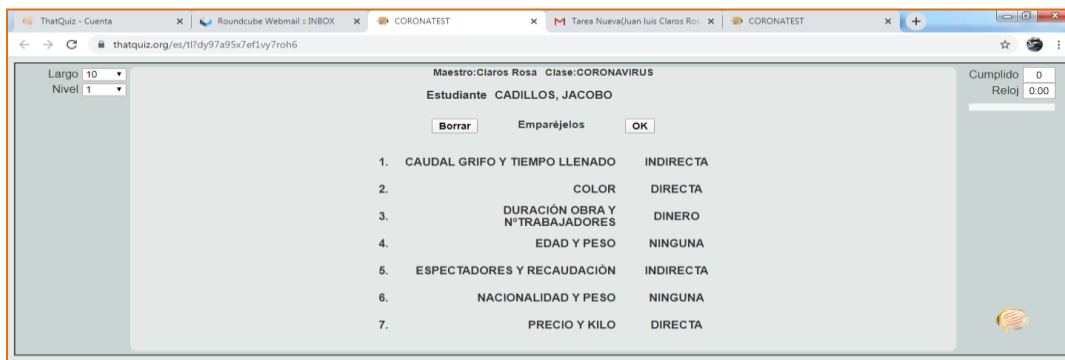 ThatQuiz - Cuenta Roundcube Webmail :: INBOX CORONATEST Tarea Nueva(Juan luis Claros Ros CORONATEST
thatquiz.org/es/tl7dy97a95x7ef1vy7roh6
Largo 10 Maestro:Claros Rosa Clase:CORONAVIRUS Cumplido 0
Nivel 1 Reloj 0:00
Estudiante CADILLOS, JACOBO
Borrar Emparéjelos OK
1. CAUDAL GRIFO Y TIEMPO LLENADO INDIRECTA
2. COLOR DIRECTA
3. DURACIÓN OBRA Y
NºTRABAJADORES DINERO
4. EDAD Y PESO NINGUNA
5. ESPECTADORES Y RECAUDACIÓN INDIRECTA
6. NACIONALIDAD Y PESO NINGUNA
7. PRECIO Y KILO DIRECTA